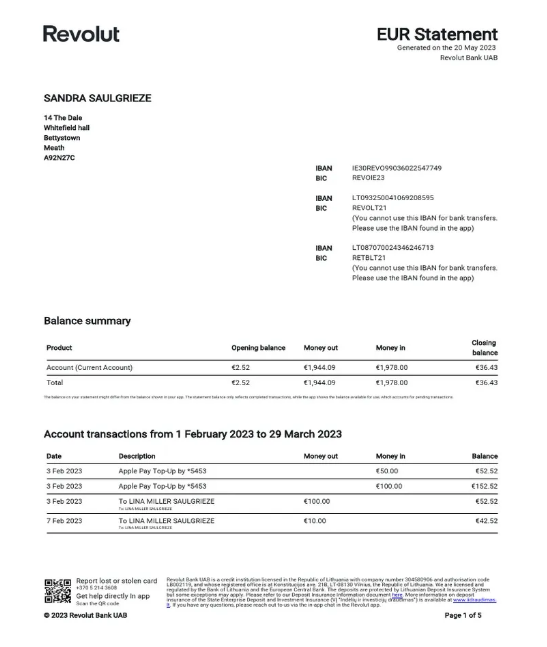 Revolut
EUR Statement
Generated on the 20 May 2023
Revolut Bank UAB
SANDRA SAULGRIEZE
14 The Dale
Whitefield hall
Bettystown
Meath
A92N27C
IBAN IE30REVO99036022547749
BIC REVOIE23
IBAN LT093250041069208595
BIC REVOLT21
(You cannot use this IBAN for bank transfers.
Please use the IBAN found in the app)
IBAN LT087070024346246713
BIC RETBLT21
(You cannot use this IBAN for bank transfers.
Please use the IBAN found in the app)
Balance summary
Product Opening balance Money out Money in Closing balance
Account (Current Account) €2.52 €1,944.09 €1,978.00 €36.43
Total €2.52 €1,944.09 €1,978.00 €36.43
The balance on your statement might differ from the balance shown in your app. The statement balance only reflects completed transactions, while the app shows the balance available for use, which accounts for pending transactions.
Account transactions from 1 February 2023 to 29 March 2023
Date Description Money out Money in Balance
3 Feb 2023 Apple Pay Top-Up by *5453 €50.00 €52.52
3 Feb 2023 Apple Pay Top-Up by *5453 €100.00 €152.52
3 Feb 2023 To LINA MILLER SAULGRIEZE €100.00 €52.52
To: LINA MILLER SAULGRIEZE
7 Feb 2023 To LINA MILLER SAULGRIEZE €10.00 €42.52
To: LINA MILLER SAULGRIEZE
Report lost or stolen card
+370 5 214 3608
Get help directly in app
Scan the QR code
Revolut Bank UAB is a credit institution licensed in the Republic of Lithuania with company number 304580906 and authorisation code
LB002119, and whose registered office is at Konstitucijos ave. 21B, LT-08130 Vilnius, the Republic of Lithuania. We are licensed and
regulated by the Bank of Lithuania and the European Central Bank. The deposits are protected by Lithuanian Deposit Insurance System
but some exceptions may apply. Please refer to our Deposit Insurance Information document here. More information on deposit
insurance of the State Enterprise Deposit and Investment Insurance (VĮ "Indėlių ir investicijų draudimas") is available at www.iidraudimas.
lt. If you have any questions, please reach out to us via the in-app chat in the Revolut app.
© 2023 Revolut Bank UAB
Page 1 of 5